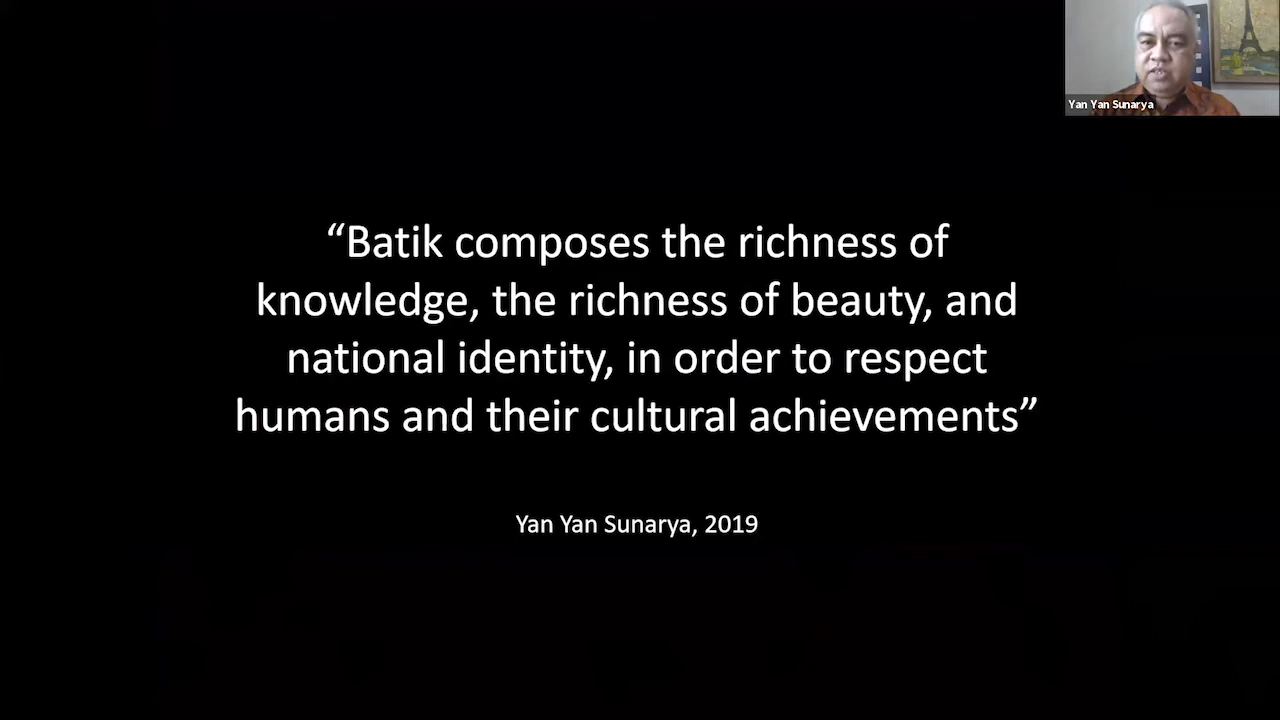 Yan Yan Sunarya
“Batik composes the richness of
knowledge, the richness of beauty, and
national identity, in order to respect
humans and their cultural achievements”
Yan Yan Sunarya, 2019